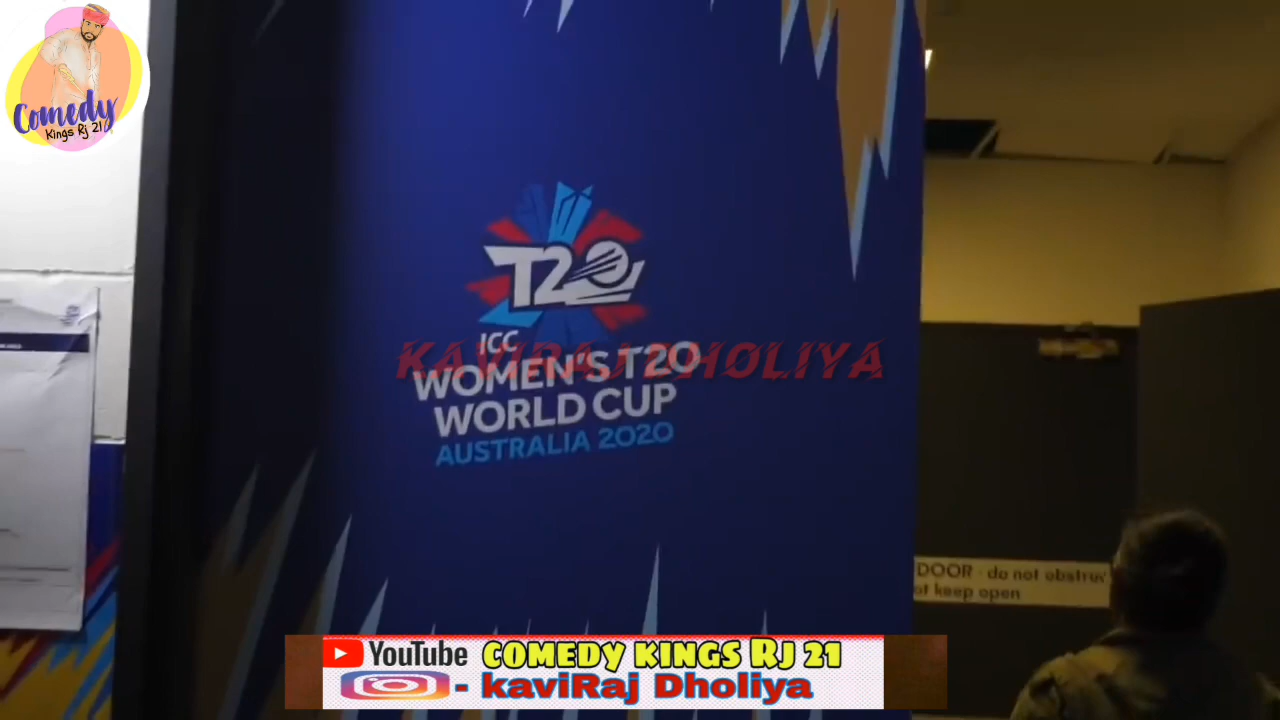 Comedy
Kings Rj 21
T20
ICC
WOMEN'S T20
WORLD CUP
AUSTRALIA 2020
KAVIRAJ DHOLIYA
DOOR - do not obstruc
keep open
YouTube COMEDY KINGS RJ 21
- kaviRaj Dholiya